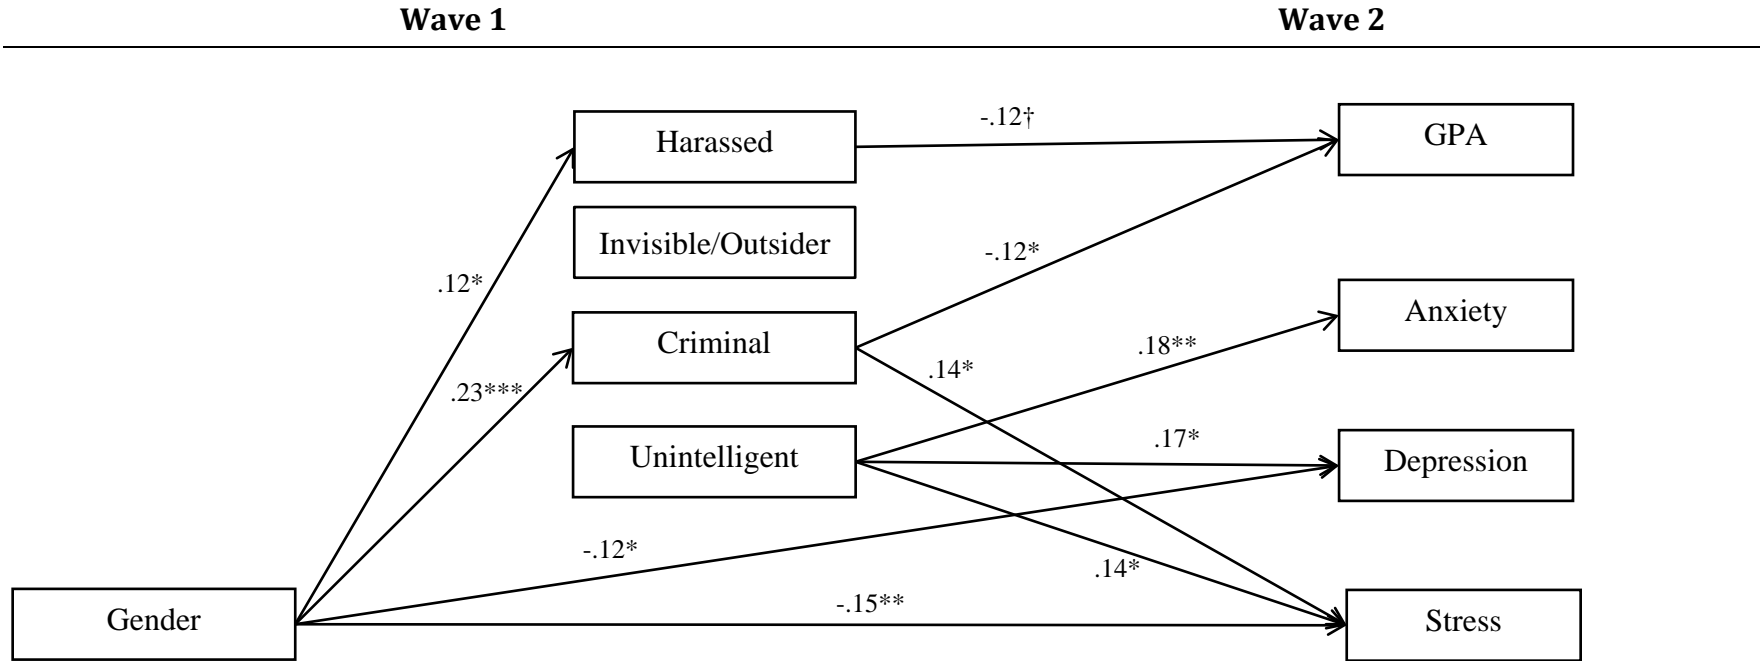 Wave 1
Wave 2
Harassed
-.12†
GPA
Invisible/Outsider
-.12*
.12*
Criminal
Anxiety
.18**
.14*
.23***
Unintelligent
.17*
Depression
-.12*
.14*
Gender
-.15**
Stress